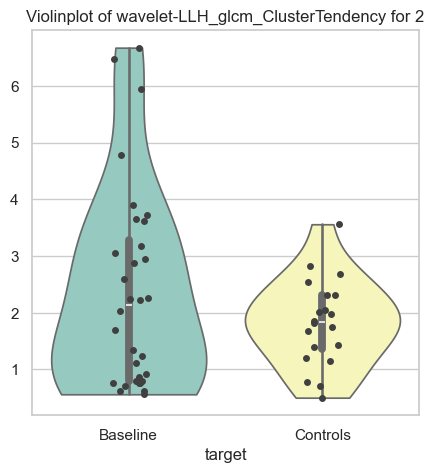 Violinplot of wavelet-LLH_glcm_ClusterTendency for 2
6
5
4
3
2
1
Baseline
Controls
target